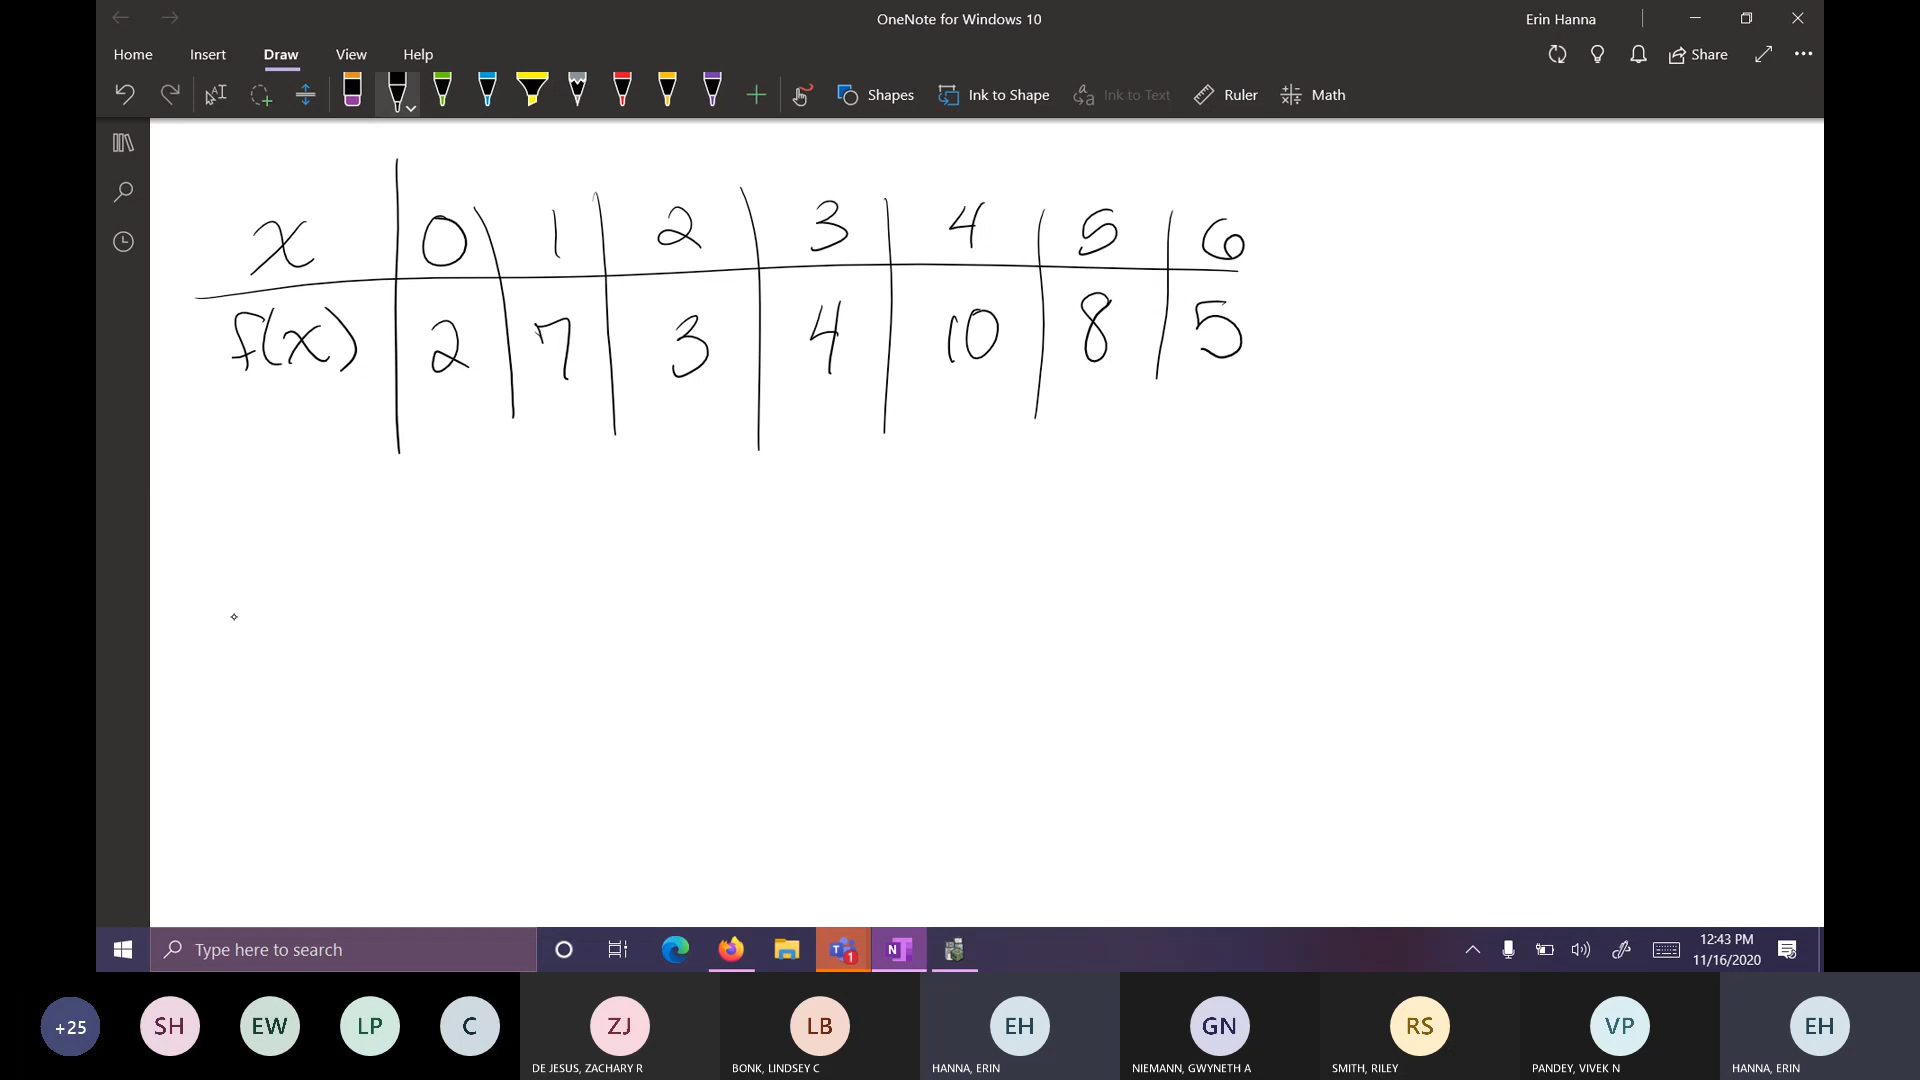 OneNote for Windows 10
Erin Hanna
Home Insert Draw View Help
Share
Shapes Ink to Shape Ink to Text Ruler Math
x 0 1 2 3 4 5 6
f(x) 2 7 3 4 10 8 5
Type here to search
1
12:43 PM
11/16/2020
+25 SH EW LP C ZJ LB EH GN RS VP EH
DE JESUS, ZACHARY R BONK, LINDSEY C HANNA, ERIN NIEMANN, GWYNETH A SMITH, RILEY PANDEY, VIVEK N HANNA, ERIN